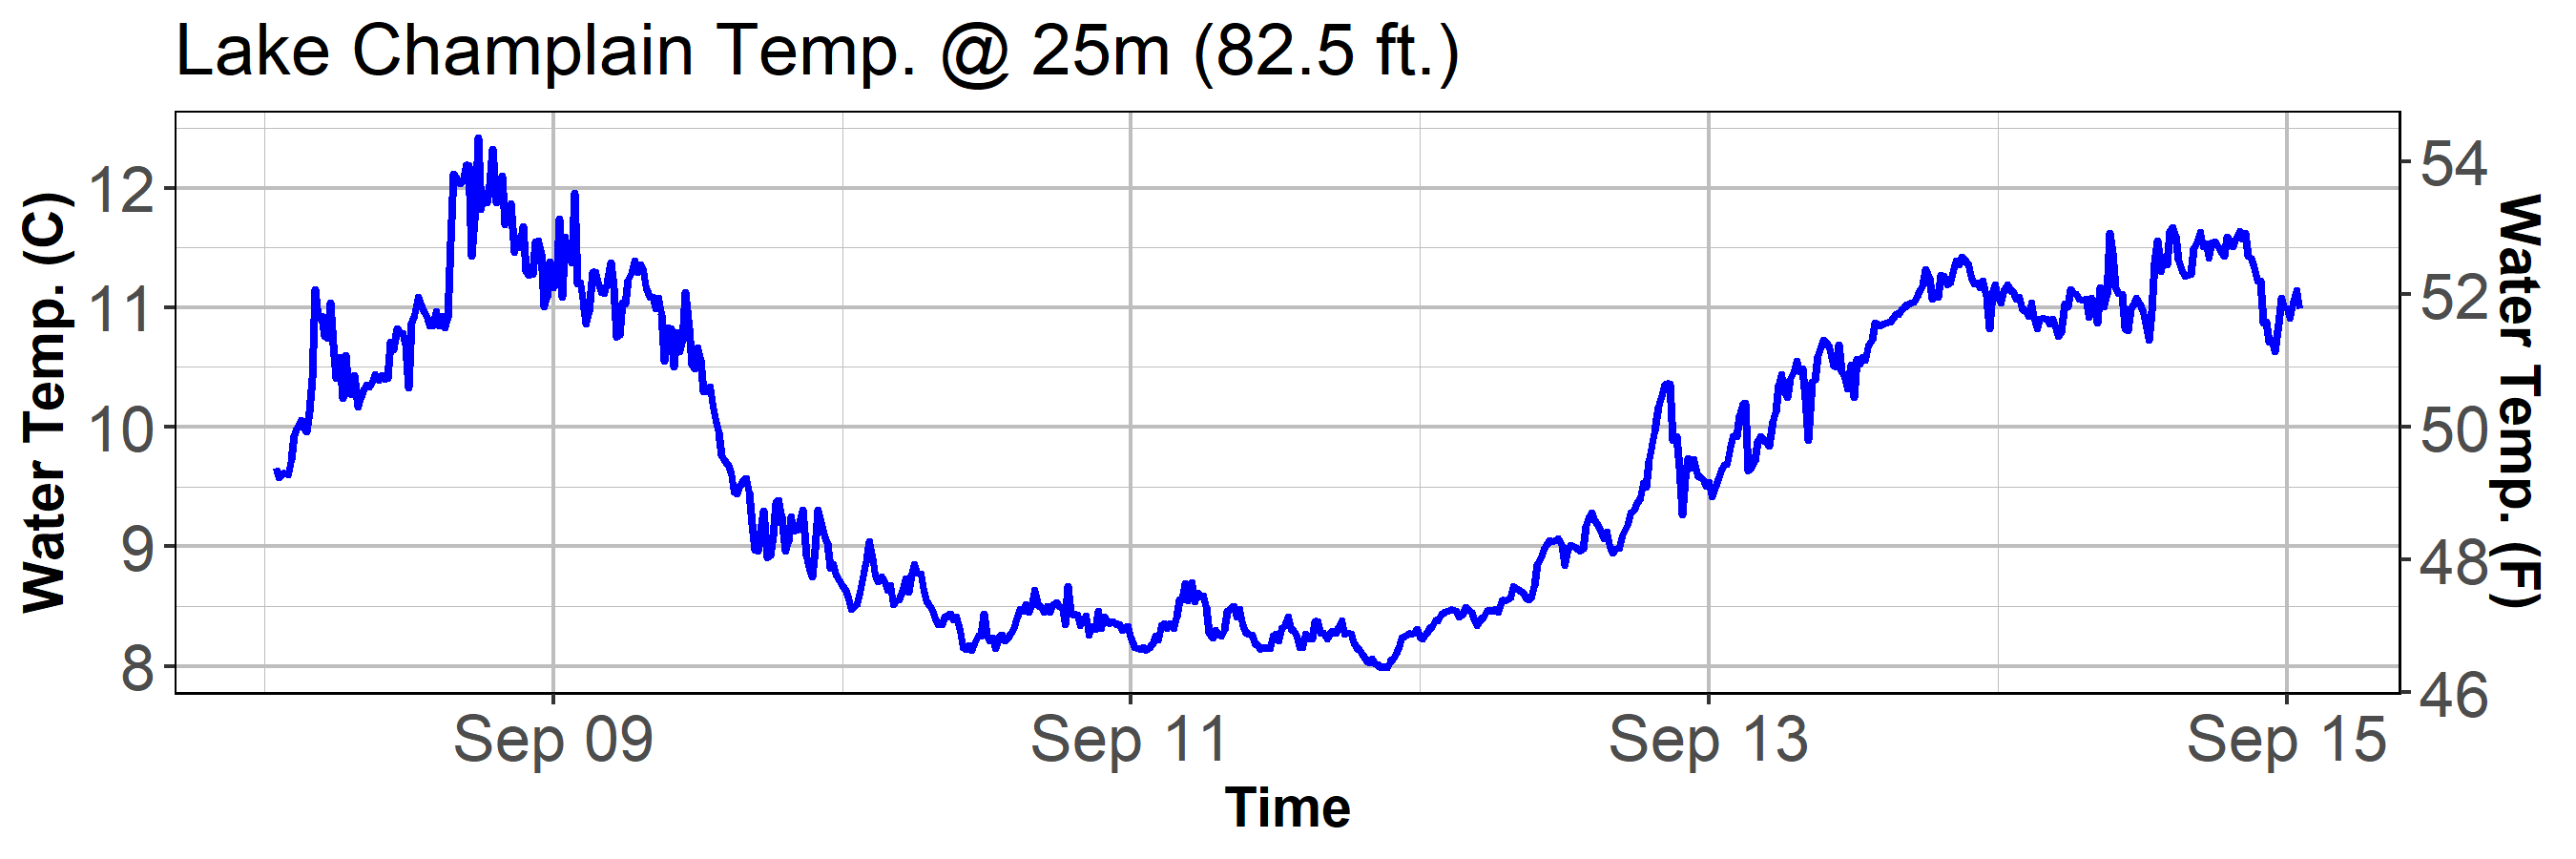 Lake Champlain Temp. @ 25m (82.5 ft.)
Water Temp. (C)
12
11
10
9
8
54
52
50
48
46
Water Temp. (F)
Sep 09
Sep 11
Sep 13
Sep 15
Time